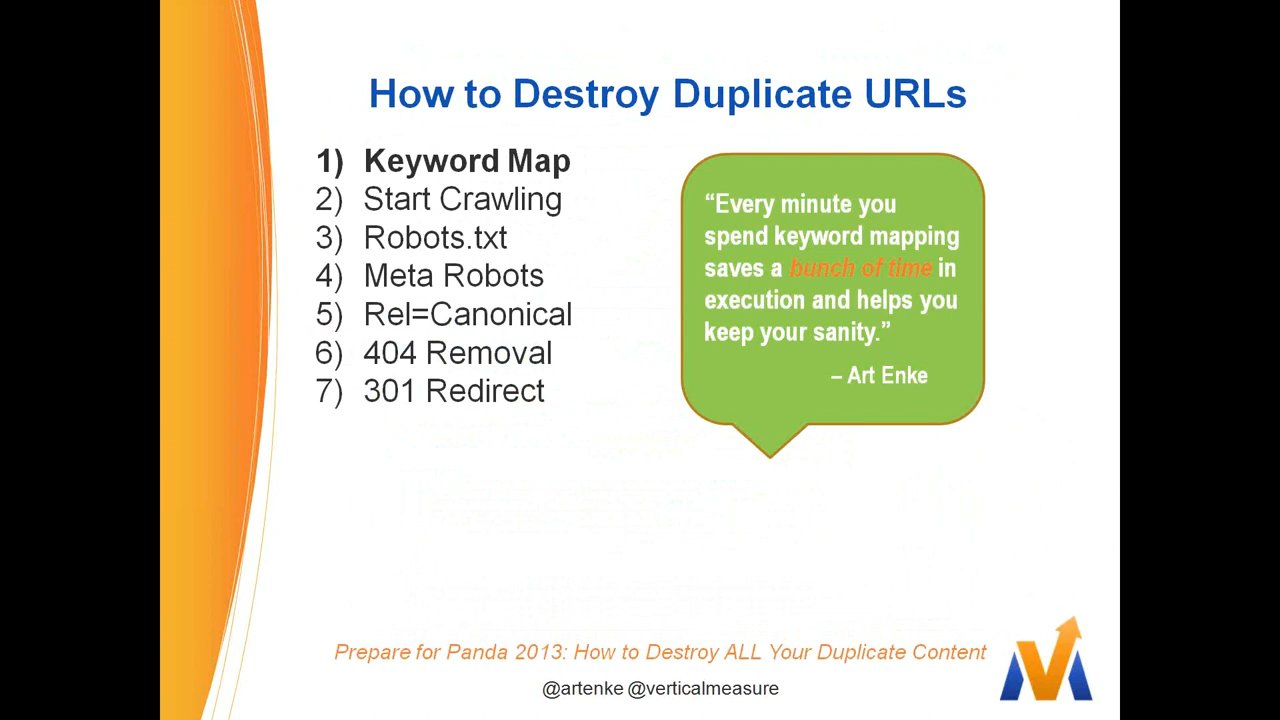 How to Destroy Duplicate URLs
1) Keyword Map
2) Start Crawling
3) Robots.txt
4) Meta Robots
5) Rel=Canonical
6) 404 Removal
7) 301 Redirect
“Every minute you
spend keyword mapping
saves a bunch of time in
execution and helps you
keep your sanity.”
– Art Enke
Prepare for Panda 2013: How to Destroy ALL Your Duplicate Content
@artenke @verticalmeasure